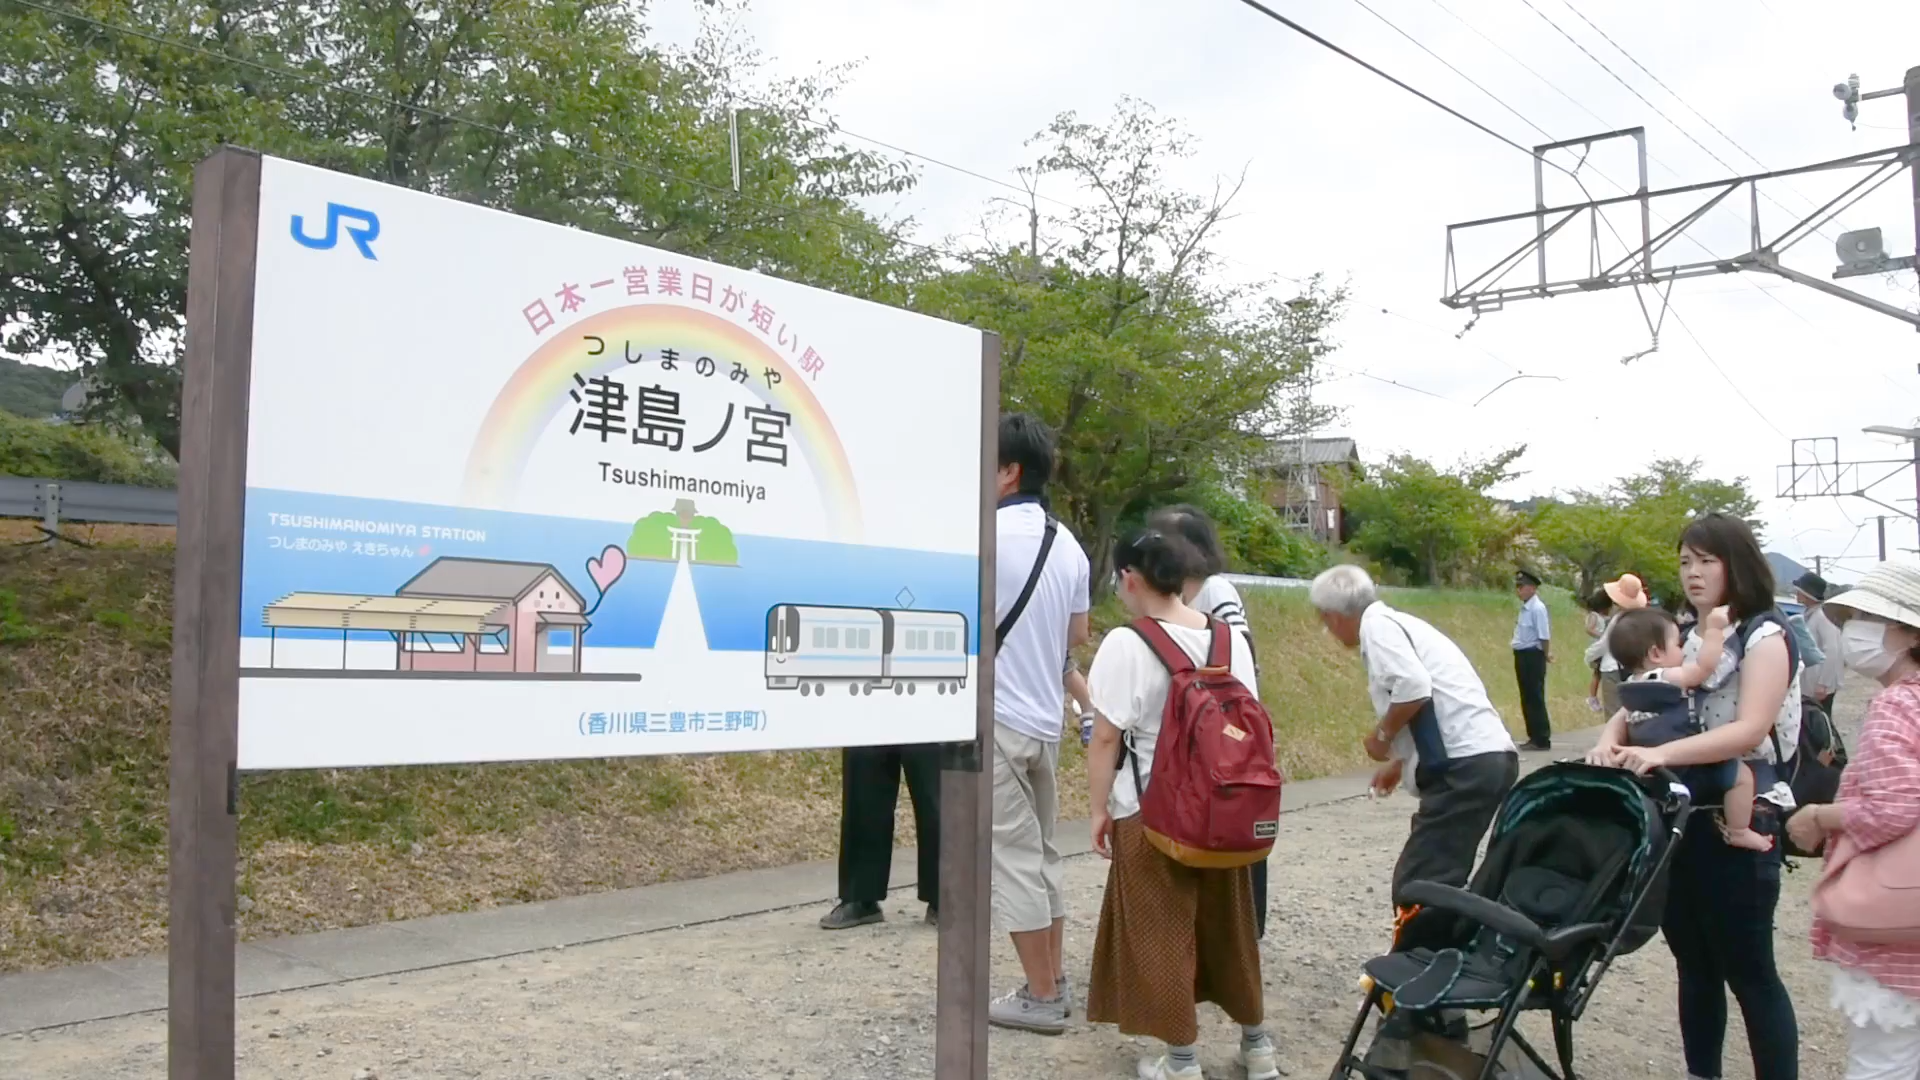 JR
日本一営業日が短い駅
つしまのみや
津島ノ宮
Tsushimanomiya
TSUSHIMANOMIYA STATION
つしまのみや えきちゃん
(香川県三豊市三野町)